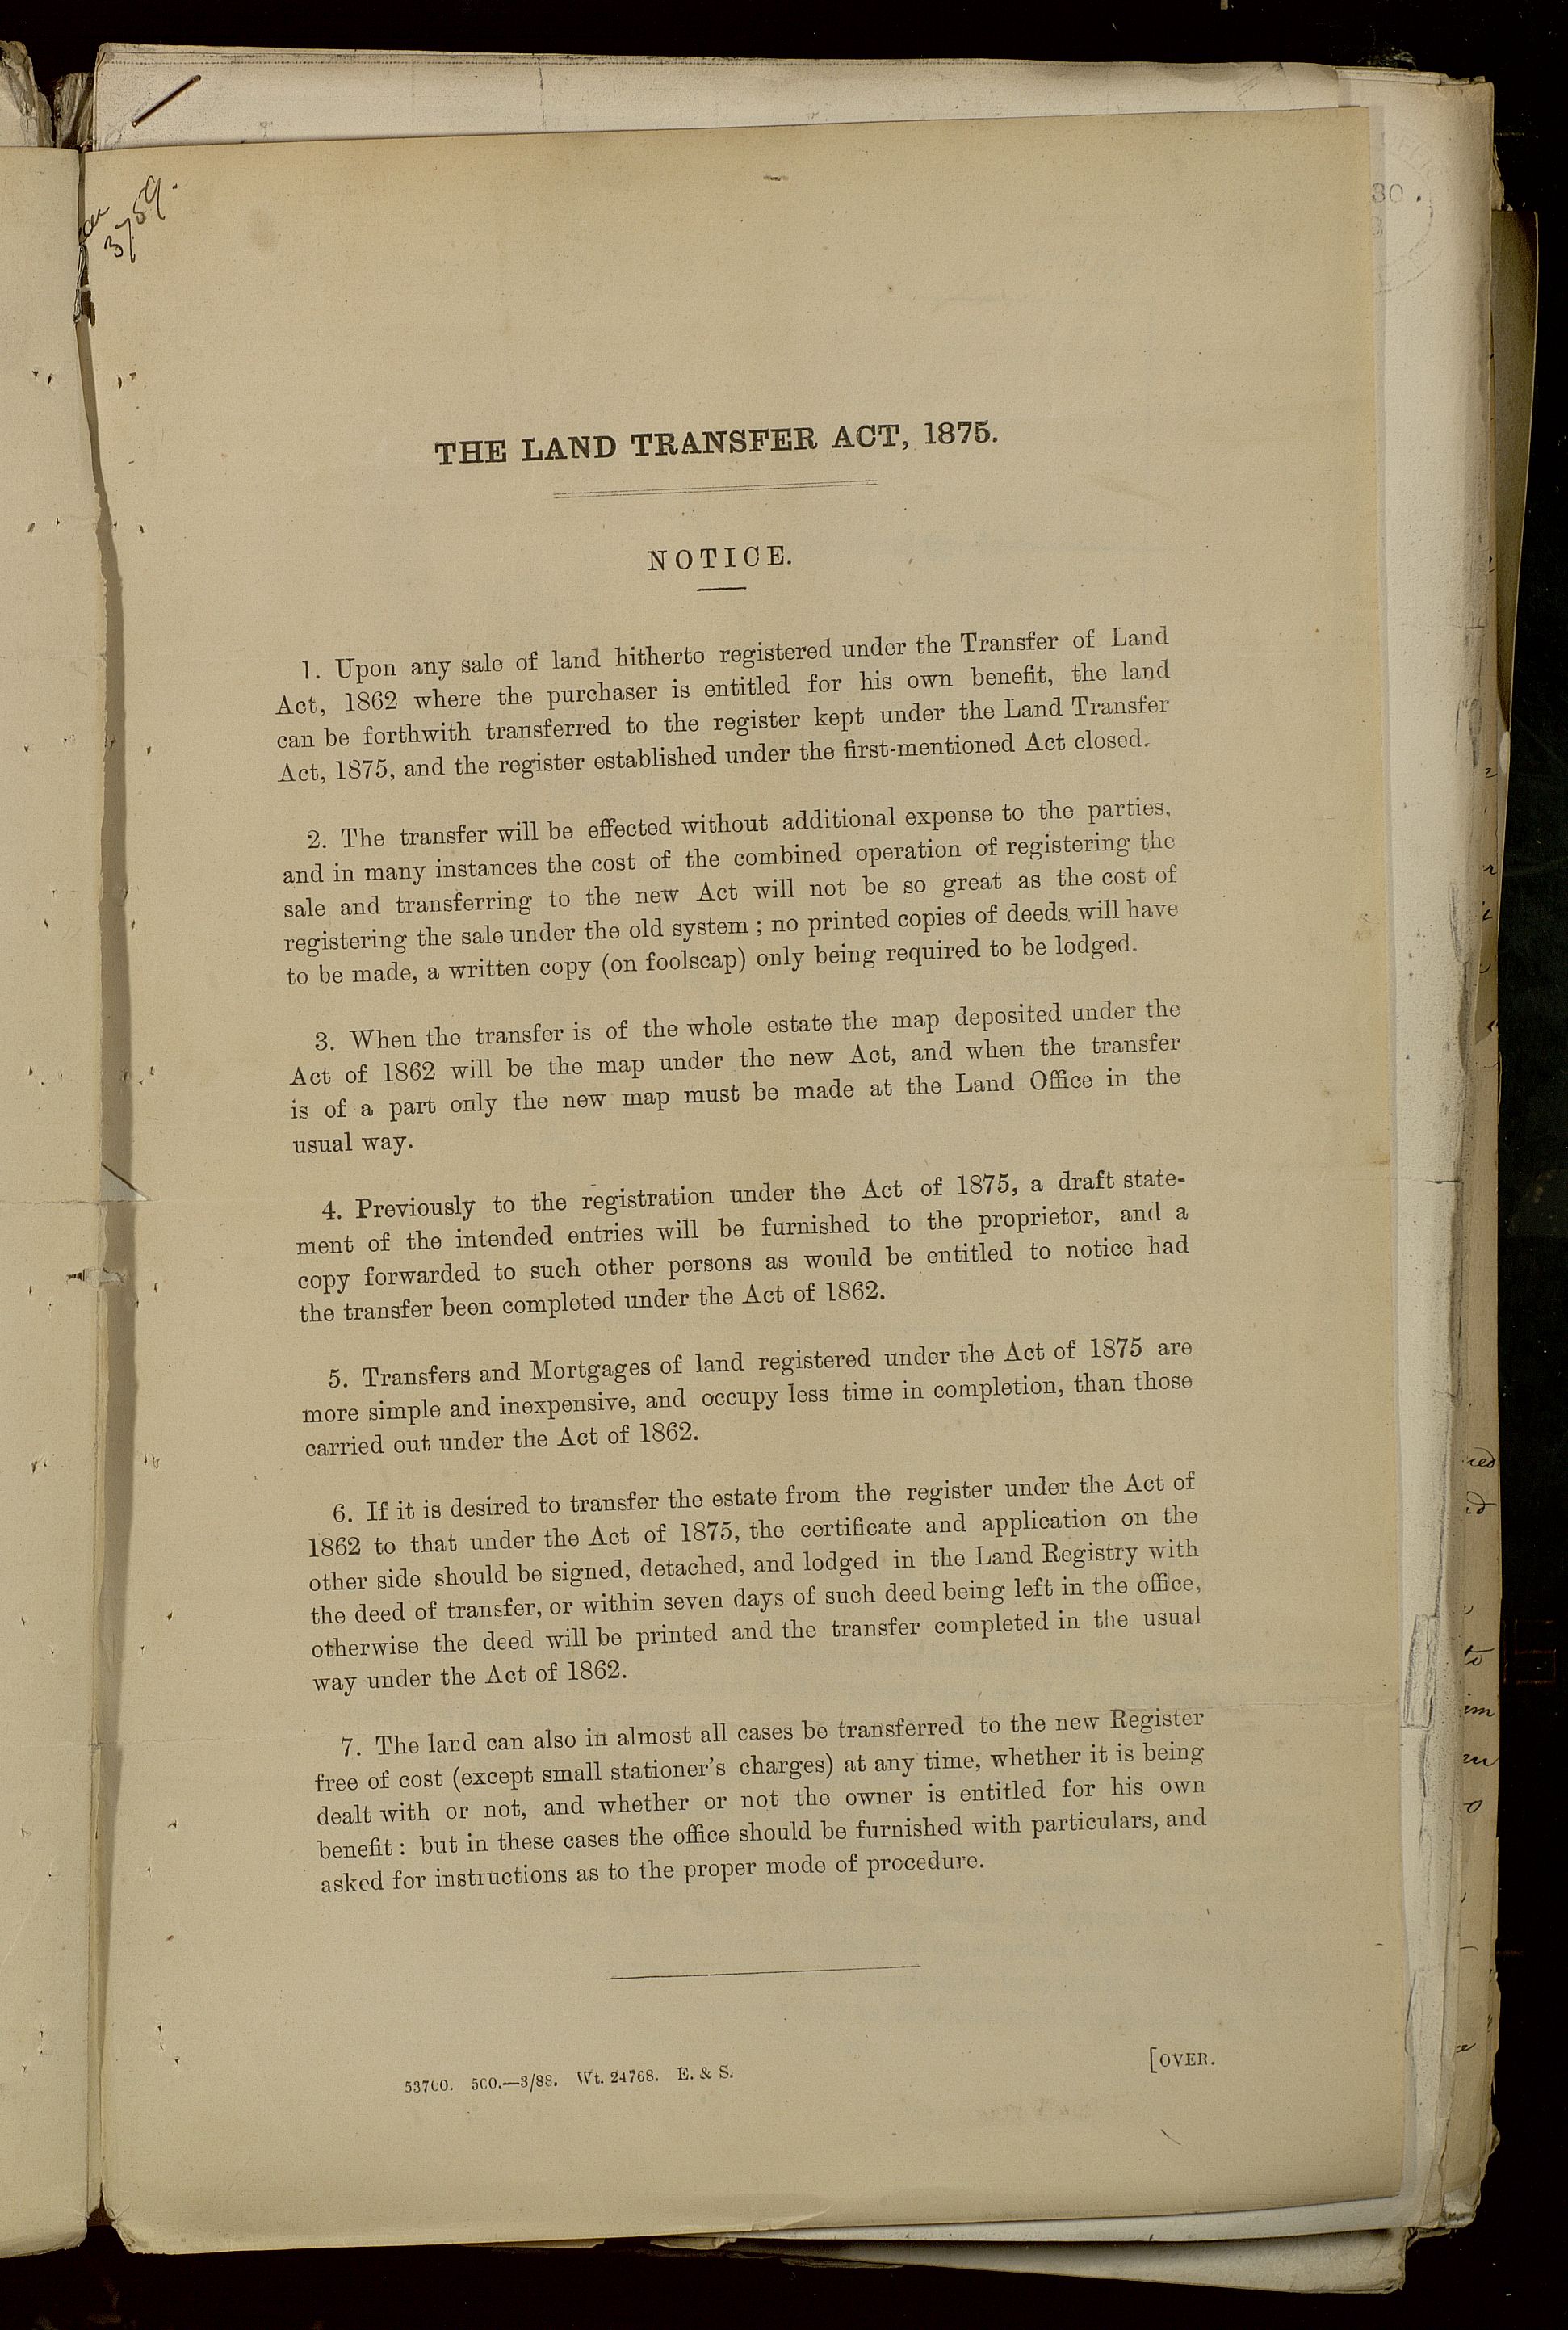 3759.
THE LAND TRANSFER ACT, 1875.
NOTICE.
1. Upon any sale of land hitherto registered under the Transfer of Land
Act, 1862 where the purchaser is entitled for his own benefit, the land
can be forthwith transferred to the register kept under the Land Transfer
Act, 1875, and the register established under the first-mentioned Act closed.
2. The transfer will be effected without additional expense to the parties,
and in many instances the cost of the combined operation of registering the
sale and transferring to the new Act will not be so great as the cost of
registering the sale under the old system; no printed copies of deeds will have
to be made, a written copy (on foolscap) only being required to be lodged.
3. When the transfer is of the whole estate the map deposited under the
Act of 1862 will be the map under the new Act, and when the transfer
is of a part only the new map must be made at the Land Office in the
usual way.
4. Previously to the registration under the Act of 1875, a draft state-
ment of the intended entries will be furnished to the proprietor, and a
copy forwarded to such other persons as would be entitled to notice had
the transfer been completed under the Act of 1862.
5. Transfers and Mortgages of land registered under the Act of 1875 are
more simple and inexpensive, and occupy less time in completion, than those
carried out under the Act of 1862.
6. If it is desired to transfer the estate from the register under the Act of
1862 to that under the Act of 1875, the certificate and application on the
other side should be signed, detached, and lodged in the Land Registry with
the deed of transfer, or within seven days of such deed being left in the office,
otherwise the deed will be printed and the transfer completed in the usual
way under the Act of 1862.
7. The land can also in almost all cases be transferred to the new Register
free of cost (except small stationer's charges) at any time, whether it is being
dealt with or not, and whether or not the owner is entitled for his own
benefit: but in these cases the office should be furnished with particulars, and
asked for instructions as to the proper mode of procedure.
[OVER.
53700. 500.—3/88. Wt. 24768. E. & S.